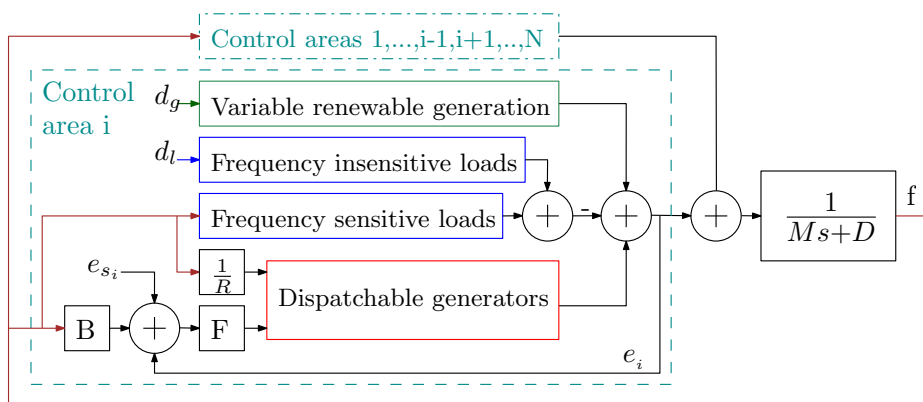 Control areas 1,...,i-1,i+1,..,N
Control
area i
d_g
Variable renewable generation
d_l
Frequency insensitive loads
Frequency sensitive loads
+
-
+
+
1
Ms+D
f
1
R
e_{s_i}
Dispatchable generators
B
+
F
e_i